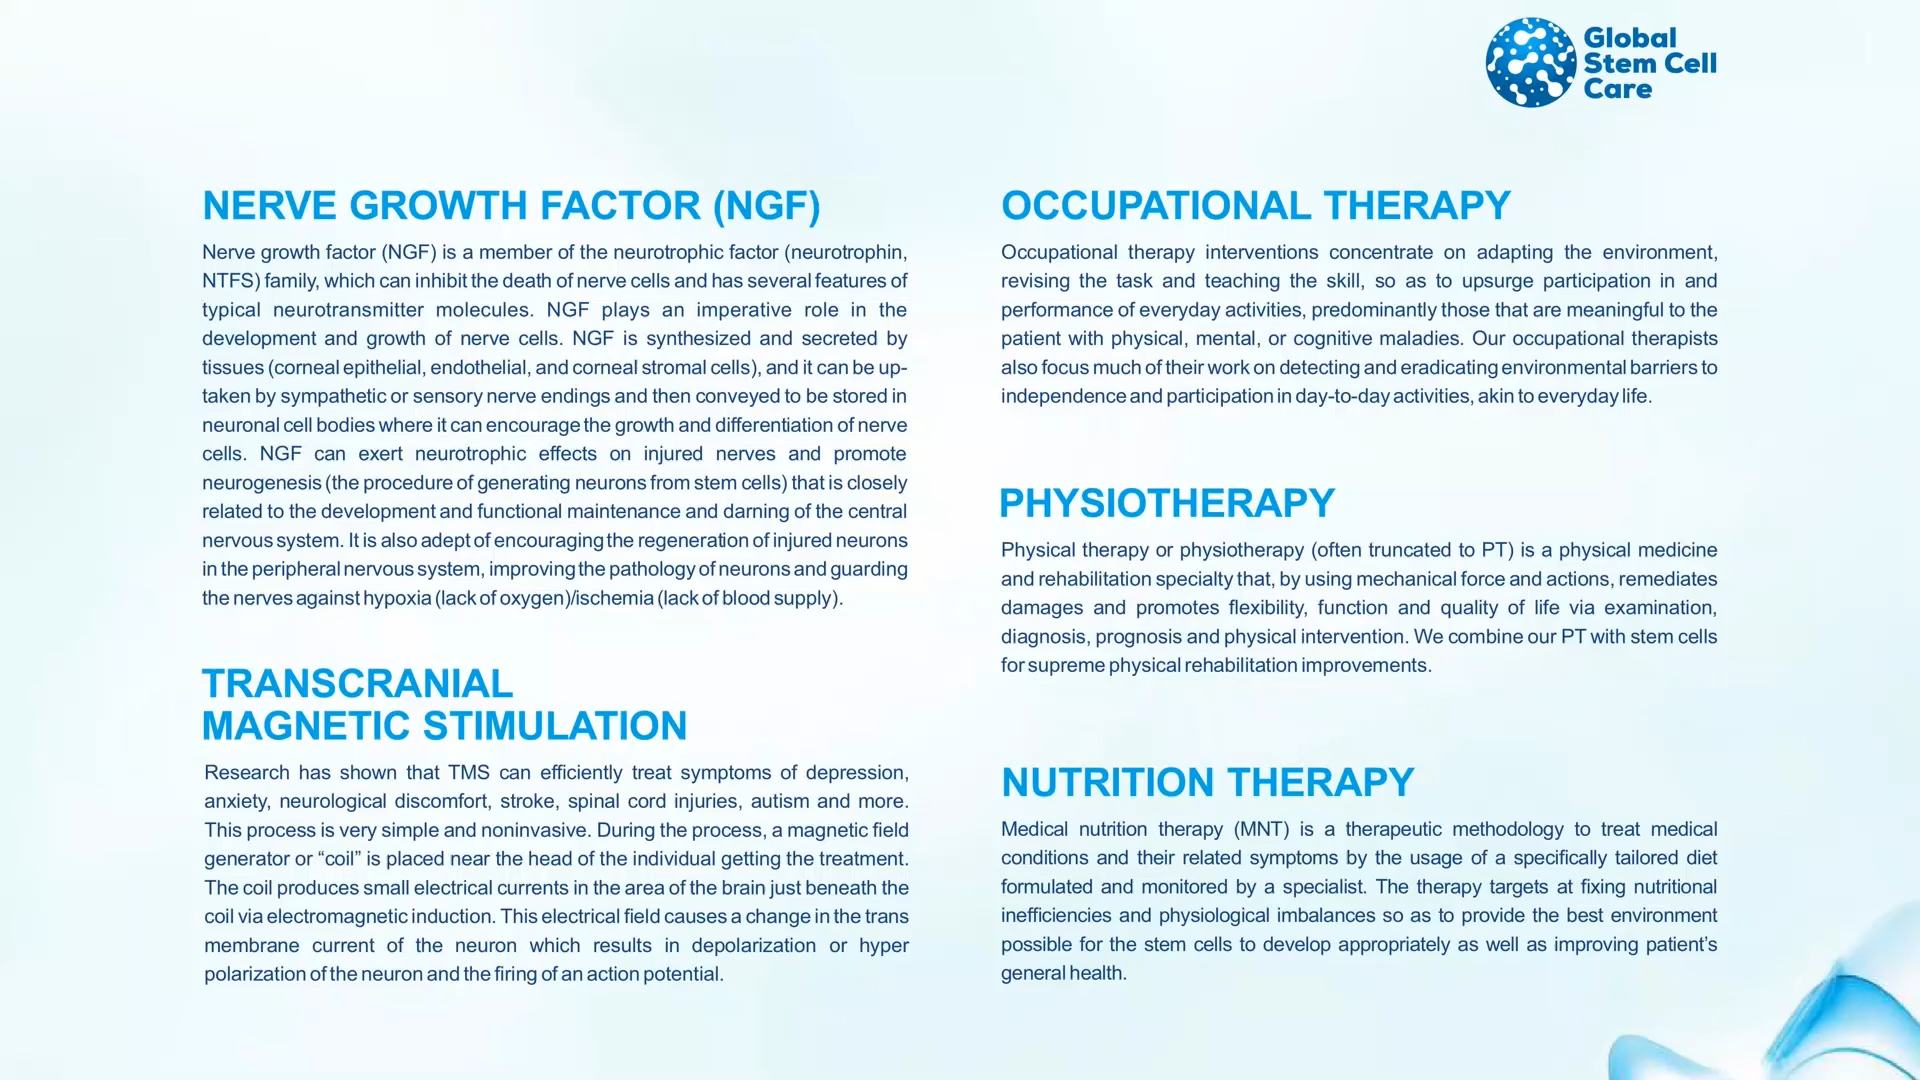 Global
Stem Cell
Care
NERVE GROWTH FACTOR (NGF)
Nerve growth factor (NGF) is a member of the neurotrophic factor (neurotrophin,
NTFS) family, which can inhibit the death of nerve cells and has several features of
typical neurotransmitter molecules. NGF plays an imperative role in the
development and growth of nerve cells. NGF is synthesized and secreted by
tissues (corneal epithelial, endothelial, and corneal stromal cells), and it can be up-
taken by sympathetic or sensory nerve endings and then conveyed to be stored in
neuronal cell bodies where it can encourage the growth and differentiation of nerve
cells. NGF can exert neurotrophic effects on injured nerves and promote
neurogenesis (the procedure of generating neurons from stem cells) that is closely
related to the development and functional maintenance and darning of the central
nervous system. It is also adept of encouraging the regeneration of injured neurons
in the peripheral nervous system, improving the pathology of neurons and guarding
the nerves against hypoxia (lack of oxygen)/ischemia (lack of blood supply).
TRANSCRANIAL
MAGNETIC STIMULATION
Research has shown that TMS can efficiently treat symptoms of depression,
anxiety, neurological discomfort, stroke, spinal cord injuries, autism and more.
This process is very simple and noninvasive. During the process, a magnetic field
generator or “coil” is placed near the head of the individual getting the treatment.
The coil produces small electrical currents in the area of the brain just beneath the
coil via electromagnetic induction. This electrical field causes a change in the trans
membrane current of the neuron which results in depolarization or hyper
polarization of the neuron and the firing of an action potential.
OCCUPATIONAL THERAPY
Occupational therapy interventions concentrate on adapting the environment,
revising the task and teaching the skill, so as to upsurge participation in and
performance of everyday activities, predominantly those that are meaningful to the
patient with physical, mental, or cognitive maladies. Our occupational therapists
also focus much of their work on detecting and eradicating environmental barriers to
independence and participation in day-to-day activities, akin to everyday life.
PHYSIOTHERAPY
Physical therapy or physiotherapy (often truncated to PT) is a physical medicine
and rehabilitation specialty that, by using mechanical force and actions, remediates
damages and promotes flexibility, function and quality of life via examination,
diagnosis, prognosis and physical intervention. We combine our PT with stem cells
for supreme physical rehabilitation improvements.
NUTRITION THERAPY
Medical nutrition therapy (MNT) is a therapeutic methodology to treat medical
conditions and their related symptoms by the usage of a specifically tailored diet
formulated and monitored by a specialist. The therapy targets at fixing nutritional
inefficiencies and physiological imbalances so as to provide the best environment
possible for the stem cells to develop appropriately as well as improving patient’s
general health.